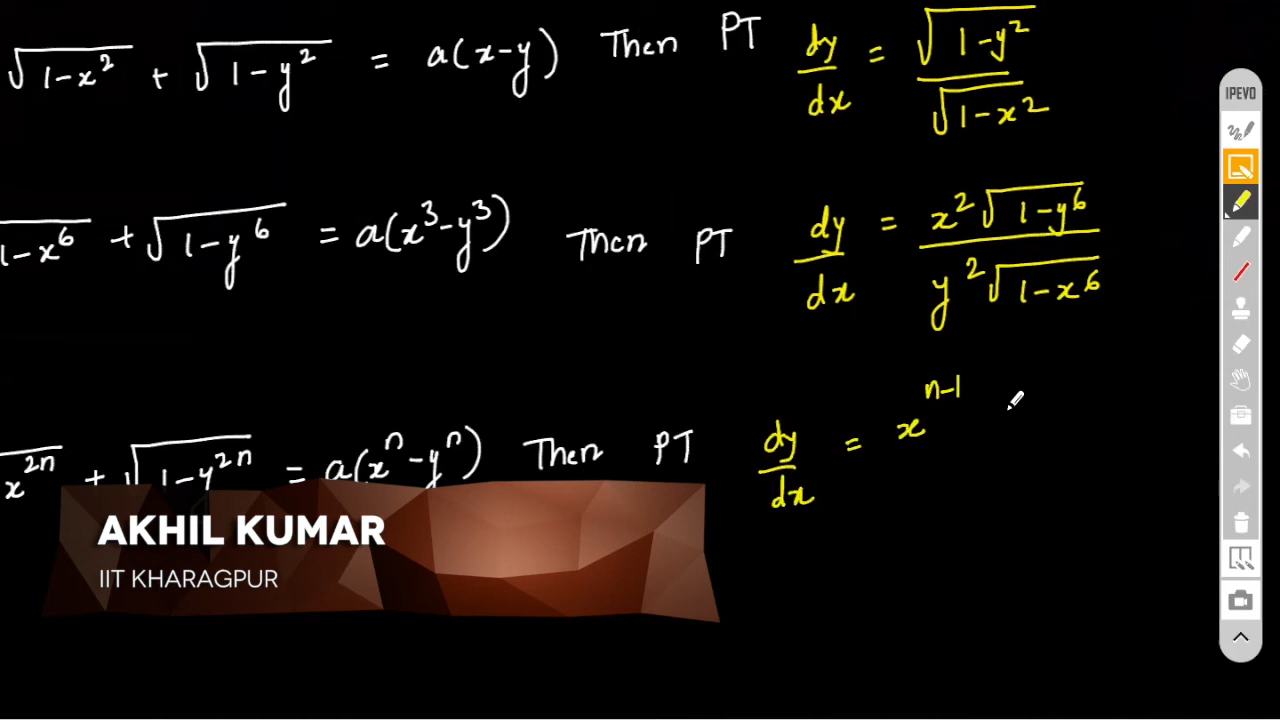 √(1-x²) + √(1-y²) = a(x-y) Then PT dy/dx = √(1-y²)/√(1-x²)
1-x⁶ + √(1-y⁶) = a(x³-y³) Then PT dy/dx = x²√(1-y⁶)/y²√(1-x⁶)
x²ⁿ + √(1-y²ⁿ) = a(xⁿ-yⁿ) Then PT dy/dx = xⁿ⁻¹
AKHIL KUMAR
IIT KHARAGPUR
IPEVO